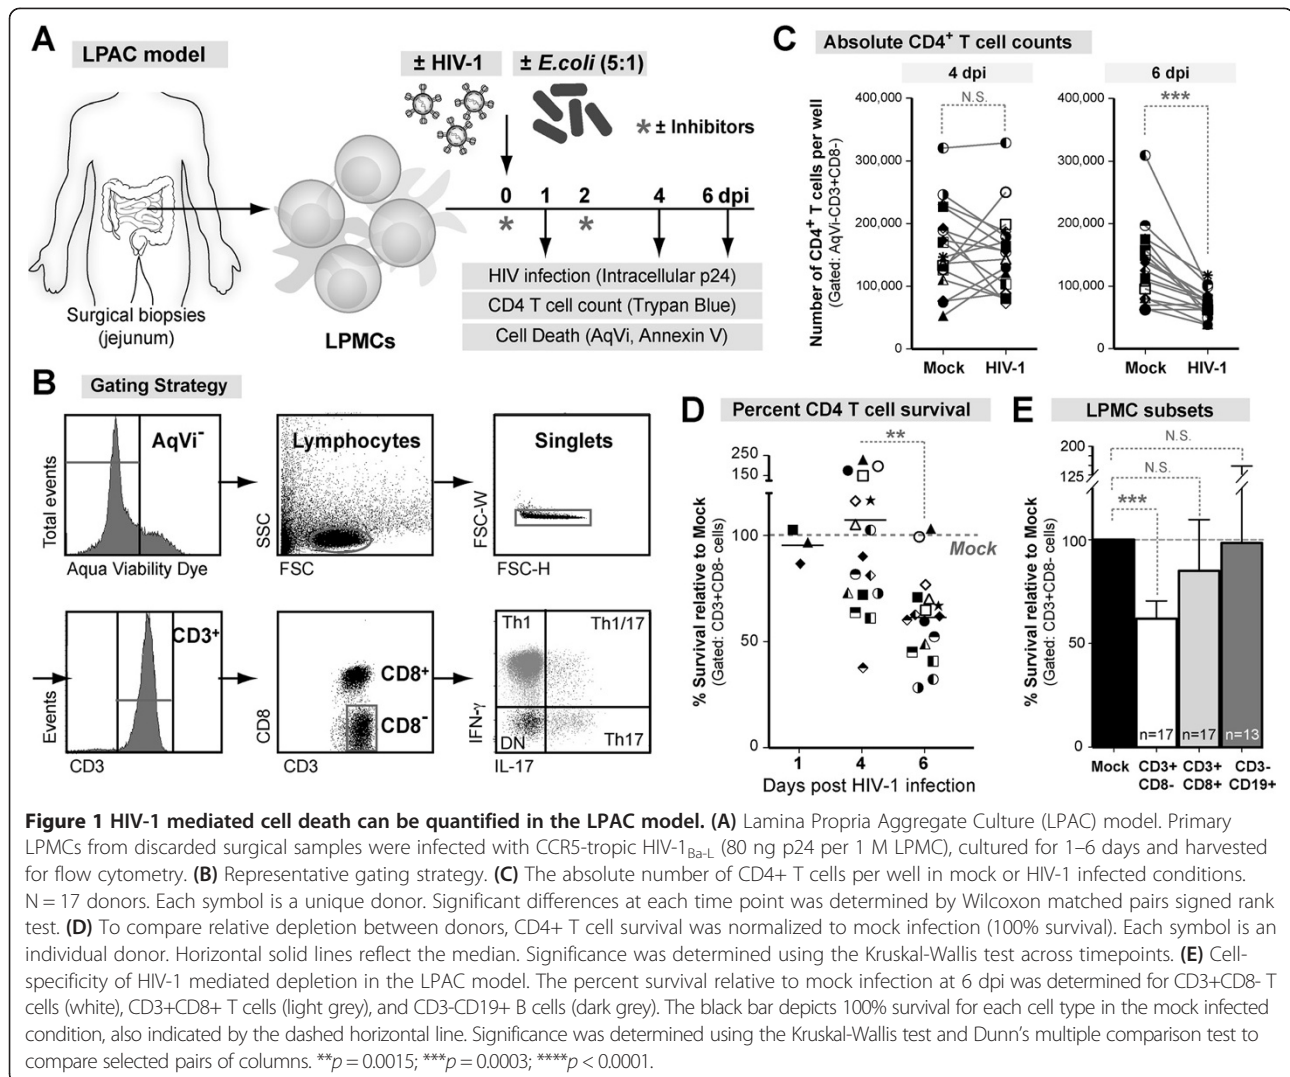 A
LPAC model
± HIV-1
± E.coli (5:1)
* ± Inhibitors
0 1 2 4 6 dpi
* *
Surgical biopsies
(jejunum)
LPMCs
HIV infection (Intracellular p24)
CD4 T cell count (Trypan Blue)
Cell Death (AqVi, Annexin V)
B
Gating Strategy
AqVi⁻
Total events
Aqua Viability Dye
Lymphocytes
SSC
FSC
Singlets
FSC-W
FSC-H
CD3⁺
Events
CD3
CD8⁺
CD8⁻
CD8
CD3
Th1
Th1/17
DN
Th17
IFN-γ
IL-17
C
Absolute CD4⁺ T cell counts
4 dpi
6 dpi
N.S.
***
Number of CD4⁺ T cells per well
(Gated: AqVi-CD3+CD8-)
400,000
300,000
200,000
100,000
0
Mock HIV-1
400,000
300,000
200,000
100,000
0
Mock HIV-1
D
Percent CD4 T cell survival
**
% Survival relative to Mock
(Gated: CD3+CD8- cells)
250
150
100
50
0
Mock
1 4 6
Days post HIV-1 infection
E
LPMC subsets
N.S.
N.S.
***
% Survival relative to Mock
(Gated: CD3+CD8- cells)
200
125
100
50
0
n=17 n=17 n=13
Mock CD3+ CD3+ CD3-
CD8- CD8+ CD19+
Figure 1 HIV-1 mediated cell death can be quantified in the LPAC model. (A) Lamina Propria Aggregate Culture (LPAC) model. Primary
LPMCs from discarded surgical samples were infected with CCR5-tropic HIV-1Ba-L (80 ng p24 per 1 M LPMC), cultured for 1–6 days and harvested
for flow cytometry. (B) Representative gating strategy. (C) The absolute number of CD4+ T cells per well in mock or HIV-1 infected conditions.
N = 17 donors. Each symbol is a unique donor. Significant differences at each time point was determined by Wilcoxon matched pairs signed rank
test. (D) To compare relative depletion between donors, CD4+ T cell survival was normalized to mock infection (100% survival). Each symbol is an
individual donor. Horizontal solid lines reflect the median. Significance was determined using the Kruskal-Wallis test across timepoints. (E) Cell-
specificity of HIV-1 mediated depletion in the LPAC model. The percent survival relative to mock infection at 6 dpi was determined for CD3+CD8- T
cells (white), CD3+CD8+ T cells (light grey), and CD3-CD19+ B cells (dark grey). The black bar depicts 100% survival for each cell type in the mock infected
condition, also indicated by the dashed horizontal line. Significance was determined using the Kruskal-Wallis test and Dunn's multiple comparison test to
compare selected pairs of columns. **p = 0.0015; ***p = 0.0003; ****p < 0.0001.